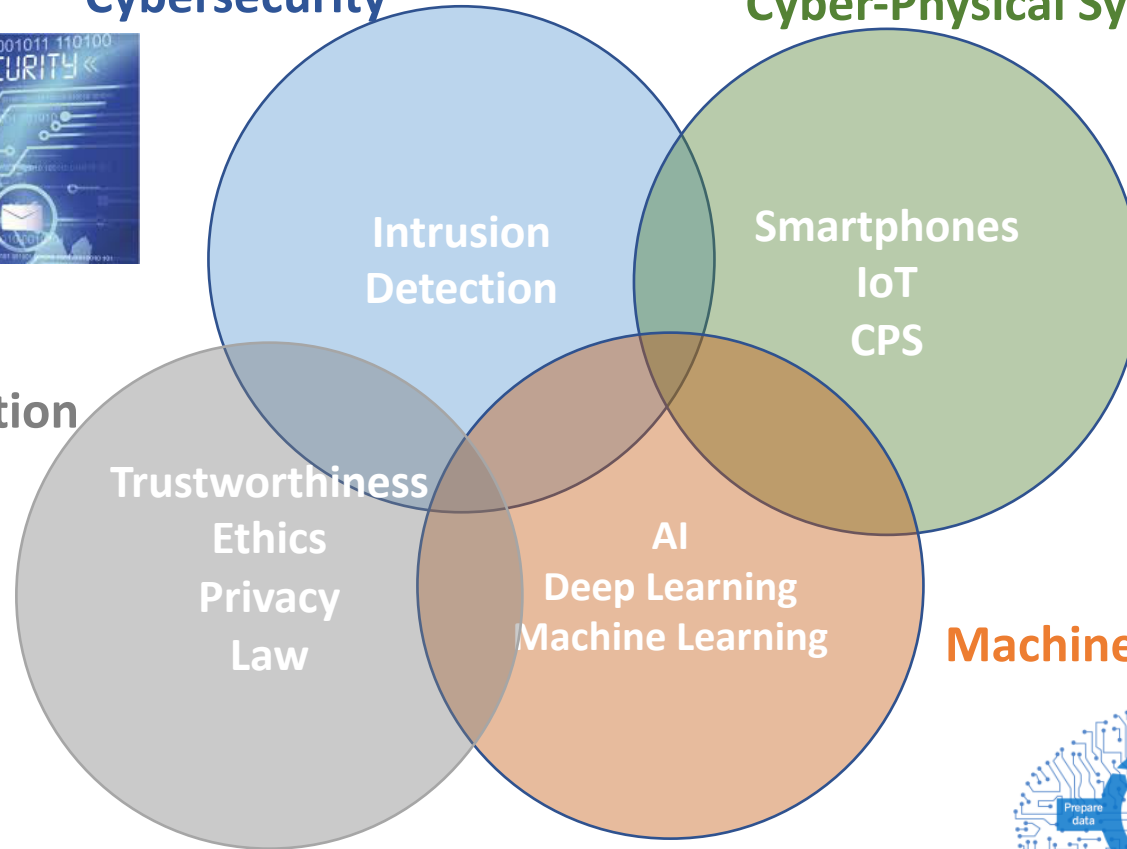 Cybersecurity
Cyber-Physical Sy
001011 110100
CURITY «
Intrusion
Detection
Smartphones
IoT
CPS
tion
Trustworthiness
Ethics
Privacy
Law
AI
Deep Learning
Machine Learning
Machine
Prepare
data